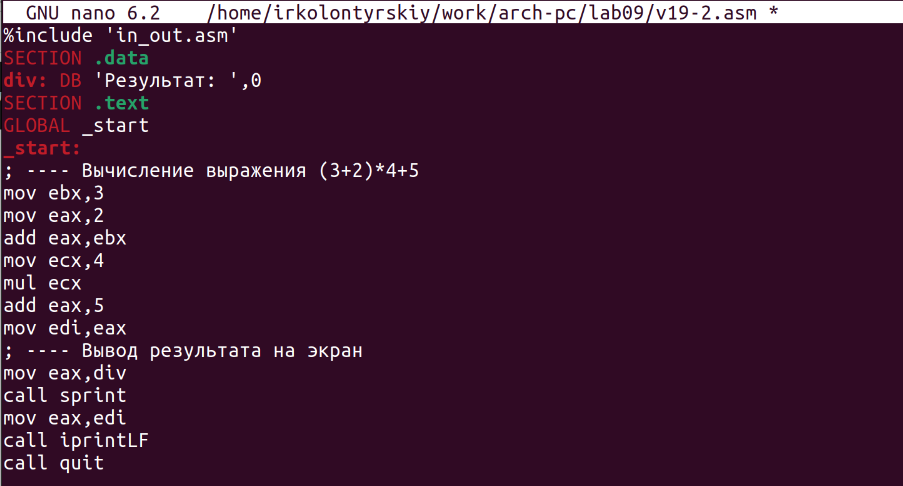 GNU nano 6.2 /home/irkolontyrskiy/work/arch-pc/lab09/v19-2.asm *
%include 'in_out.asm'
SECTION .data
div: DB 'Результат: ',0
SECTION .text
GLOBAL _start
_start:
; ---- Вычисление выражения (3+2)*4+5
mov ebx,3
mov eax,2
add eax,ebx
mov ecx,4
mul ecx
add eax,5
mov edi,eax
; ---- Вывод результата на экран
mov eax,div
call sprint
mov eax,edi
call iprintLF
call quit